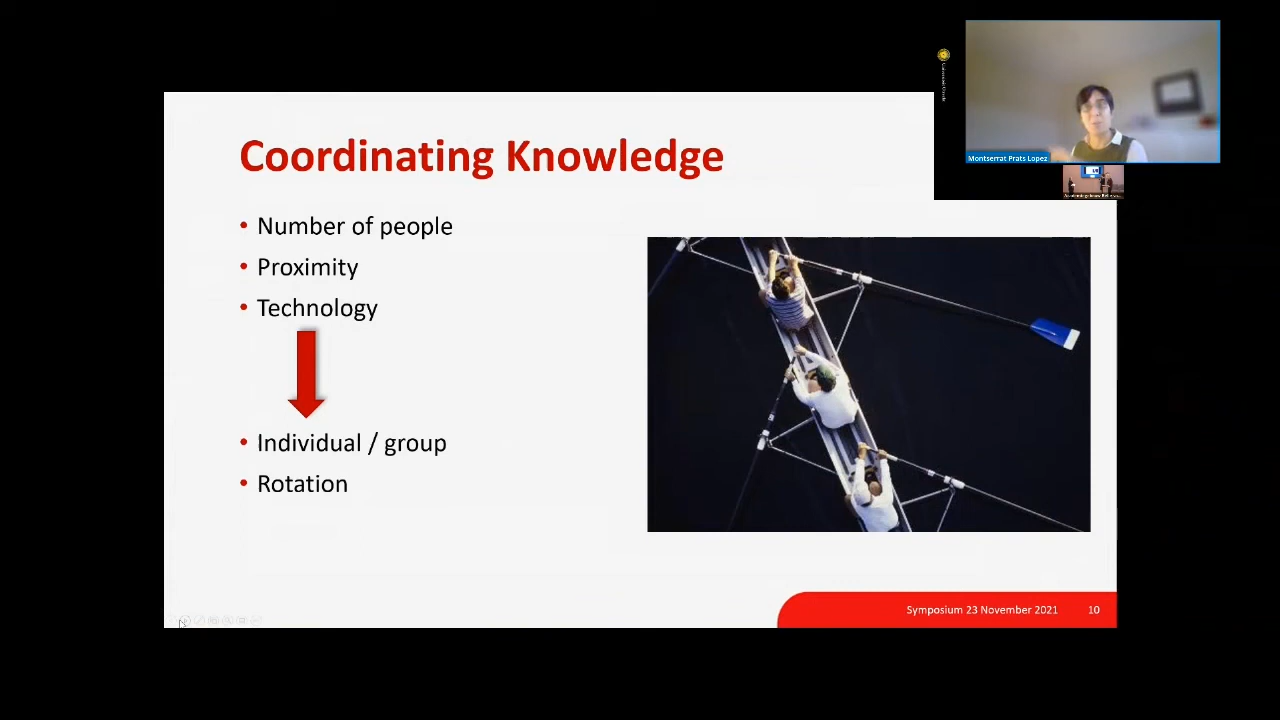 Coordinating Knowledge
• Number of people
• Proximity
• Technology
• Individual / group
• Rotation
Symposium 23 November 2021 10
Montserrat Prats Lopez